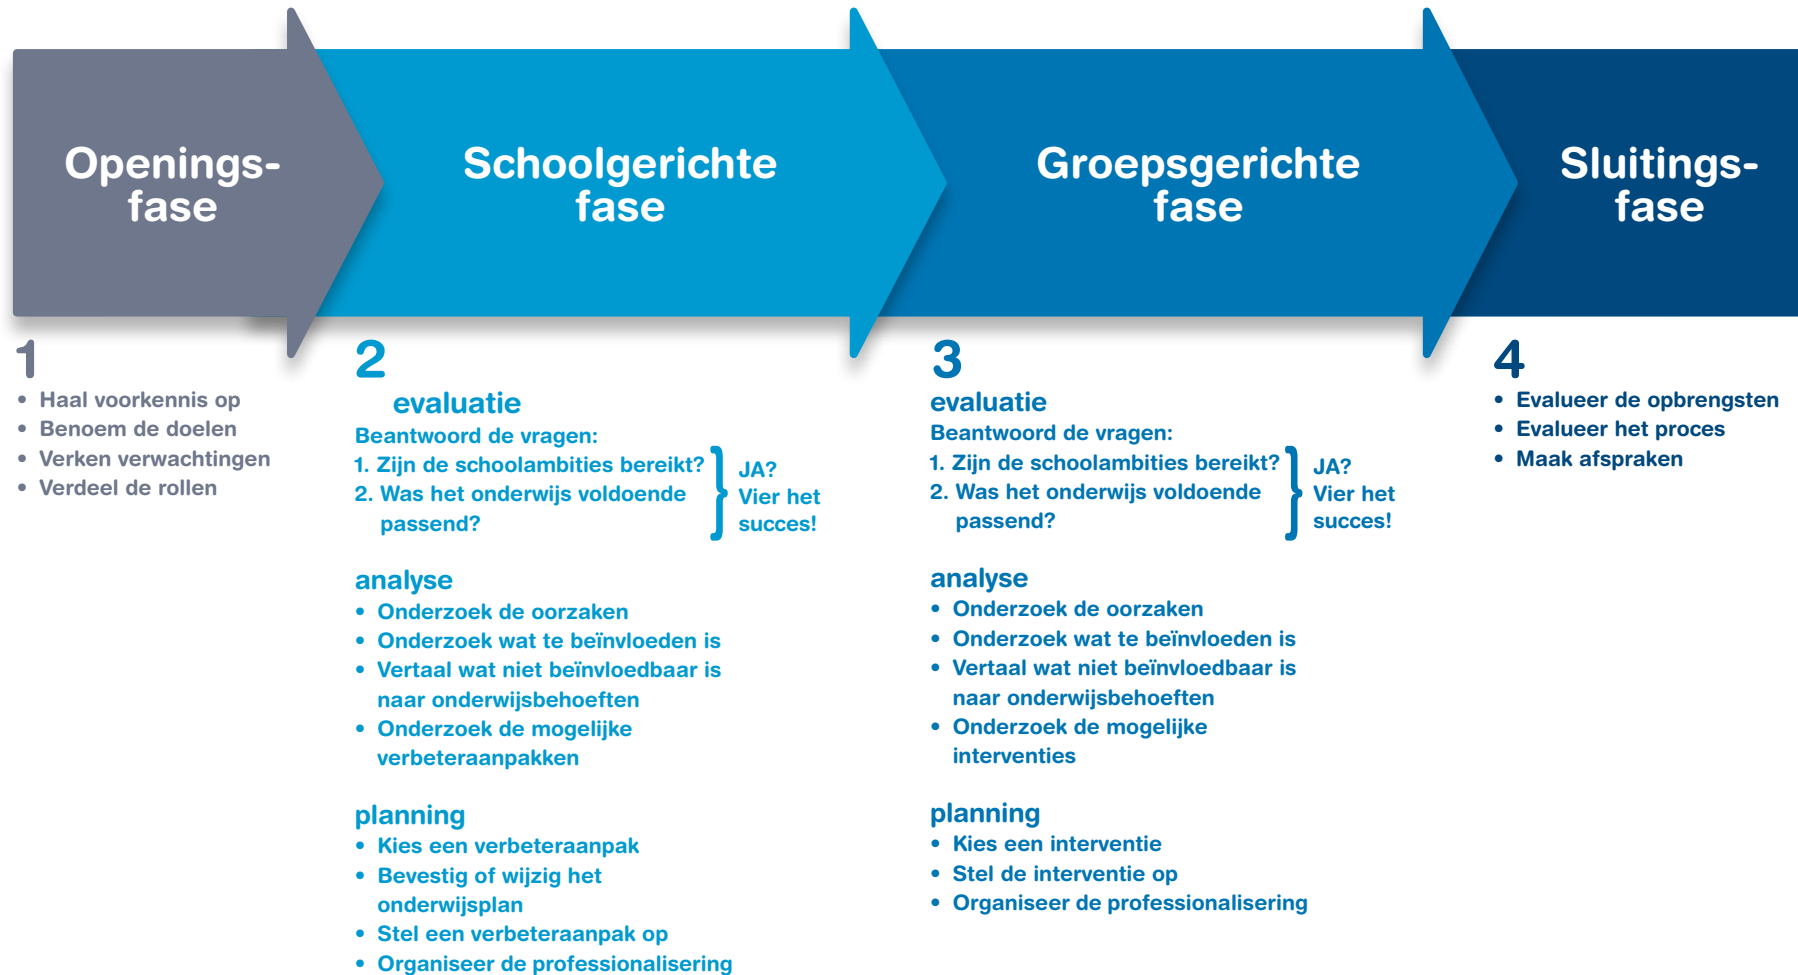 Openings-
fase
Schoolgerichte
fase
Groepsgerichte
fase
Sluitings-
fase
1
• Haal voorkennis op
• Benoem de doelen
• Verken verwachtingen
• Verdeel de rollen
2
evaluatie
Beantwoord de vragen:
1. Zijn de schoolambities bereikt?
2. Was het onderwijs voldoende
passend?
JA?
Vier het
succes!
analyse
• Onderzoek de oorzaken
• Onderzoek wat te beïnvloeden is
• Vertaal wat niet beïnvloedbaar is
naar onderwijsbehoeften
• Onderzoek de mogelijke
verbeteraanpakken
planning
• Kies een verbeteraanpak
• Bevestig of wijzig het
onderwijsplan
• Stel een verbeteraanpak op
• Organiseer de professionalisering
3
evaluatie
Beantwoord de vragen:
1. Zijn de schoolambities bereikt?
2. Was het onderwijs voldoende
passend?
JA?
Vier het
succes!
analyse
• Onderzoek de oorzaken
• Onderzoek wat te beïnvloeden is
• Vertaal wat niet beïnvloedbaar is
naar onderwijsbehoeften
• Onderzoek de mogelijke
interventies
planning
• Kies een interventie
• Stel de interventie op
• Organiseer de professionalisering
4
• Evalueer de opbrengsten
• Evalueer het proces
• Maak afspraken